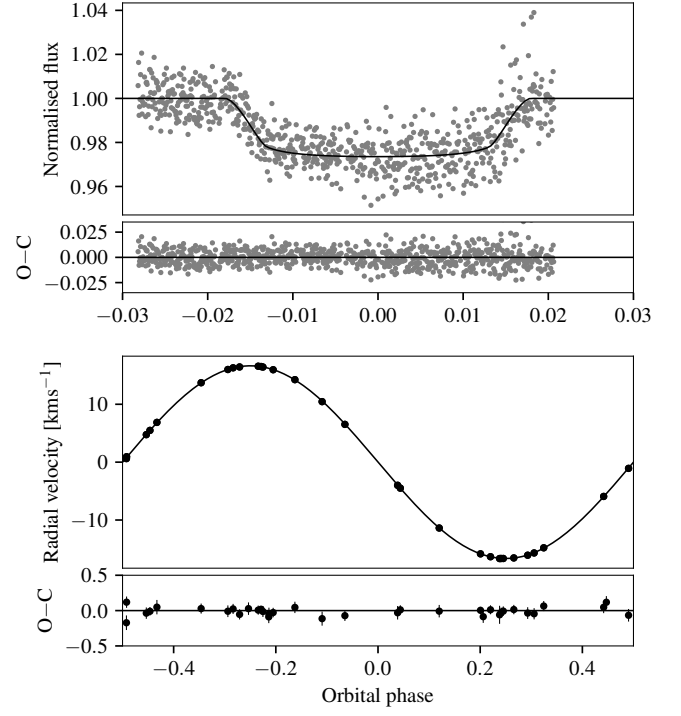 1.04
1.02
1.00
0.98
0.96
Normalised flux
0.025
0.000
−0.025
O−C
−0.03 −0.02 −0.01 0.00 0.01 0.02 0.03
10
0
−10
Radial velocity [kms⁻¹]
0.5
0.0
−0.5
O−C
−0.4 −0.2 0.0 0.2 0.4
Orbital phase